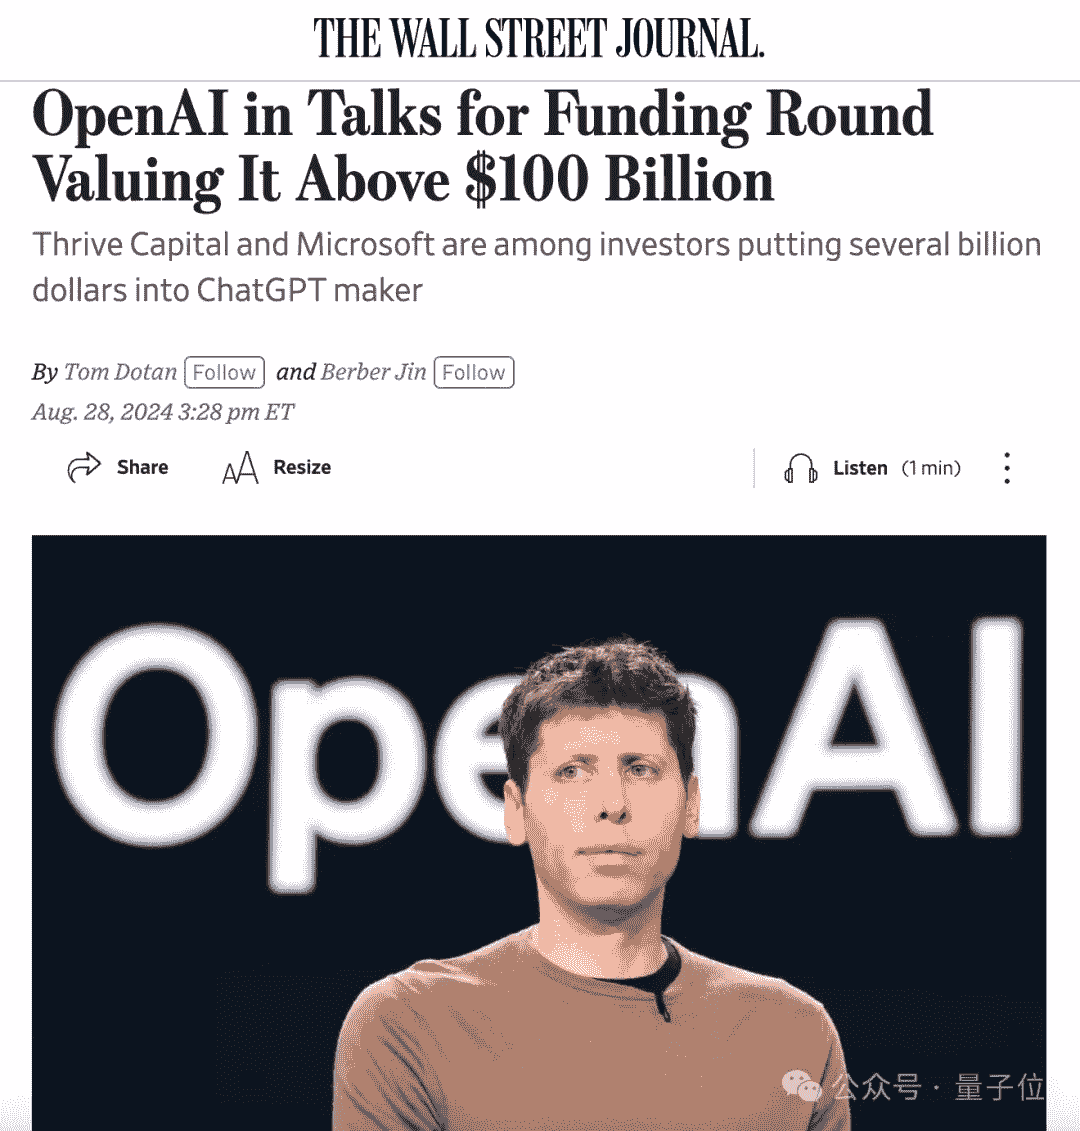 THE WALL STREET JOURNAL.
OpenAI in Talks for Funding Round
Valuing It Above $100 Billion
Thrive Capital and Microsoft are among investors putting several billion
dollars into ChatGPT maker
By Tom Dotan Follow and Berber Jin Follow
Aug. 28, 2024 3:28 pm ET
Share Resize Listen (1 min)
OpenAI
公众号 · 量子位